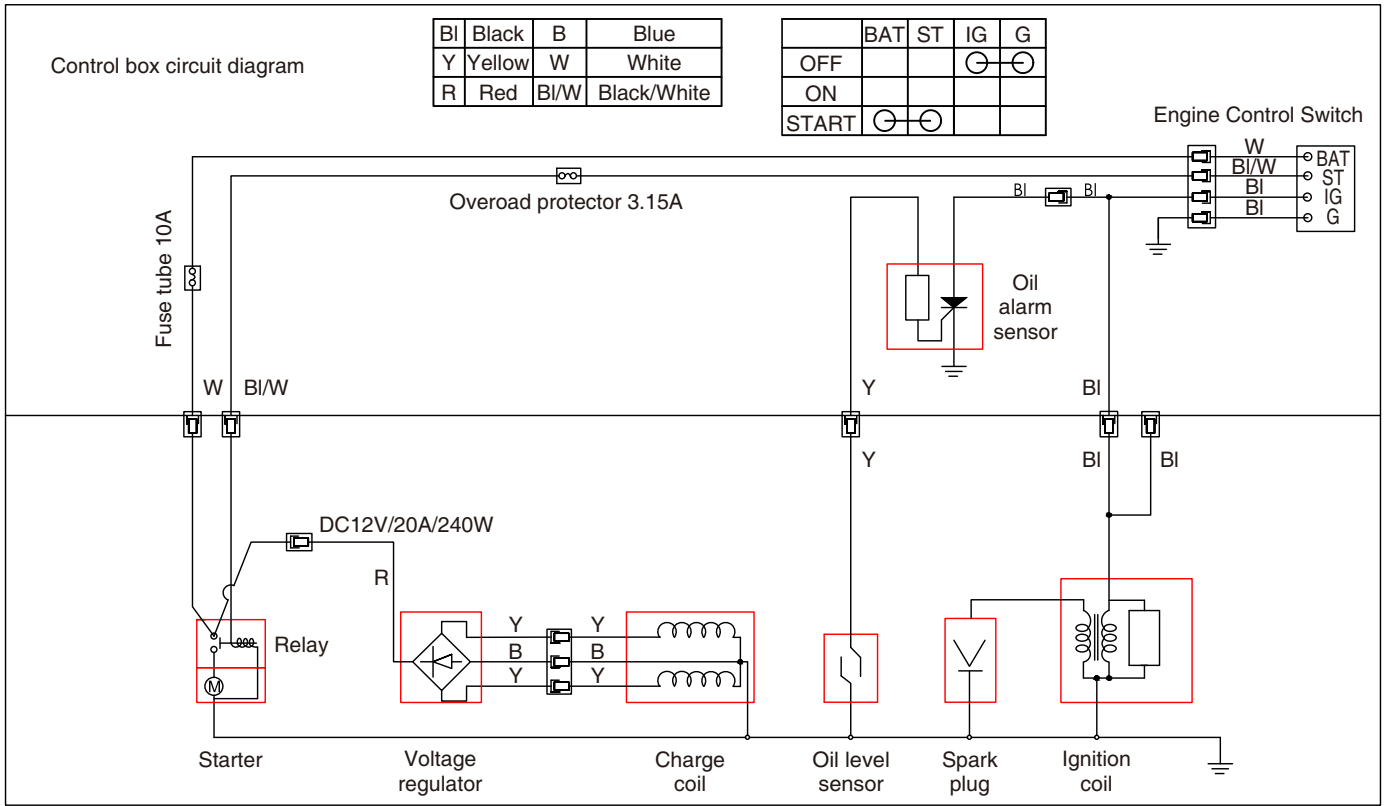 Control box circuit diagram
Bl Black B Blue
Y Yellow W White
R Red Bl/W Black/White
BAT ST IG G
OFF
ON
START
Engine Control Switch
W BAT
Bl/W ST
Bl IG
Bl G
Overoad protector 3.15A
Bl Bl
Fuse tube 10A
Oil
alarm
sensor
W Bl/W Y Bl
Y Bl Bl
DC12V/20A/240W
R
Relay
Y Y
B B
Y Y
M
Starter
Voltage
regulator
Charge
coil
Oil level
sensor
Spark
plug
Ignition
coil